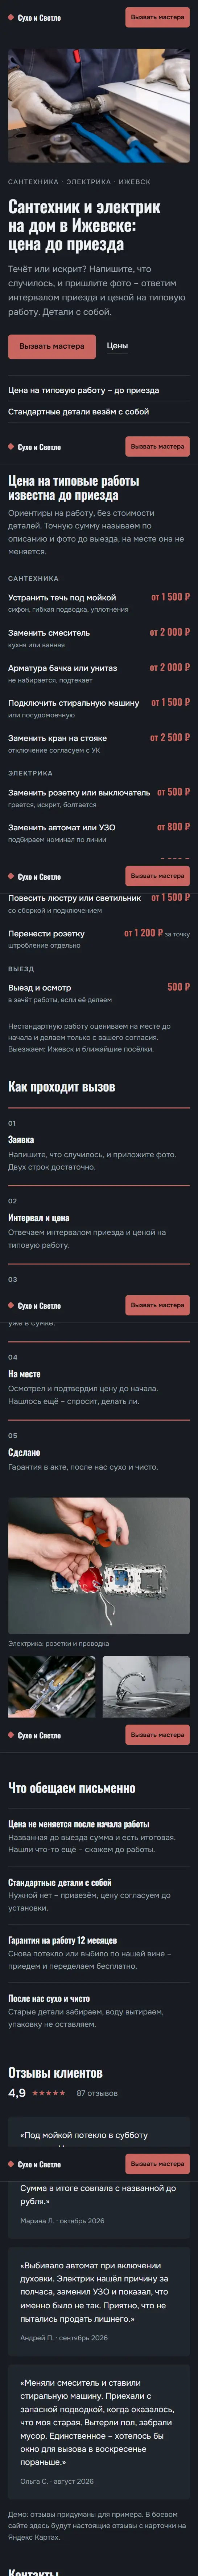 Сухо и Светло
Вызвать мастера
САНТЕХНИКА · ЭЛЕКТРИКА · ИЖЕВСК
Сантехник и электрик
на дом в Ижевске:
цена до приезда
Течёт или искрит? Напишите, что
случилось, и пришлите фото – ответим
интервалом приезда и ценой на типовую
работу. Детали с собой.
Вызвать мастера
Цены
Цена на типовую работу – до приезда
Стандартные детали везём с собой
Сухо и Светло
Вызвать мастера
Цена на типовые работы
известна до приезда
Ориентиры на работу, без стоимости
деталей. Точную сумму называем по
описанию и фото до выезда, на месте она не
меняется.
САНТЕХНИКА
Устранить течь под мойкой
от 1 500 ₽
сифон, гибкая подводка, уплотнения
Заменить смеситель
от 2 000 ₽
кухня или ванная
Арматура бачка или унитаз
от 2 000 ₽
не набирается, подтекает
Подключить стиральную машину
от 1 500 ₽
или посудомоечную
Заменить кран на стояке
от 2 500 ₽
отключение согласуем с УК
ЭЛЕКТРИКА
Заменить розетку или выключатель
от 500 ₽
греется, искрит, болтается
Заменить автомат или УЗО
от 800 ₽
подбираем номинал по линии
Сухо и Светло
Вызвать мастера
Повесить люстру или светильник
от 1 500 ₽
со сборкой и подключением
Перенести розетку
от 1 200 ₽ за точку
штробление отдельно
ВЫЕЗД
Выезд и осмотр
500 ₽
в зачёт работы, если её делаем
Нестандартную работу оцениваем на месте до
начала и делаем только с вашего согласия.
Выезжаем: Ижевск и ближайшие посёлки.
Как проходит вызов
01
Заявка
Напишите, что случилось, и приложите фото.
Двух строк достаточно.
02
Интервал и цена
Отвечаем интервалом приезда и ценой на
типовую работу.
03
Сухо и Светло
Вызвать мастера
уже в сумке.
04
На месте
Осмотрел и подтвердил цену до начала.
Нашлось ещё – спросит, делать ли.
05
Сделано
Гарантия в акте, после нас сухо и чисто.
Электрика: розетки и проводка
Сухо и Светло
Вызвать мастера
Что обещаем письменно
Цена не меняется после начала работы
Названная до выезда сумма и есть итоговая.
Нашли что-то ещё – скажем до работы.
Стандартные детали с собой
Нужной нет – привезём, цену согласуем до
установки.
Гарантия на работу 12 месяцев
Снова потекло или выбило по нашей вине –
приедем и переделаем бесплатно.
После нас сухо и чисто
Старые детали забираем, воду вытираем,
упаковку не оставляем.
Отзывы клиентов
4,9 ★★★★★ 87 отзывов
«Под мойкой потекло в субботу
Сухо и Светло
Вызвать мастера
Сумма в итоге совпала с названной до
рубля.»
Марина Л. · октябрь 2026
«Выбивало автомат при включении
духовки. Электрик нашёл причину за
полчаса, заменил УЗО и показал, что
именно было не так. Приятно, что не
пытались продать лишнего.»
Андрей П. · сентябрь 2026
«Меняли смеситель и ставили
стиральную машину. Приехали с
запасной подводкой, когда оказалось,
что моя старая. Вытерли пол, забрали
мусор. Единственное – хотелось бы
окно для вызова в воскресенье
пораньше.»
Ольга С. · август 2026
Демо: отзывы придуманы для примера. В боевом
сайте здесь будут настоящие отзывы с карточки на
Яндекс Картах.
Контакты